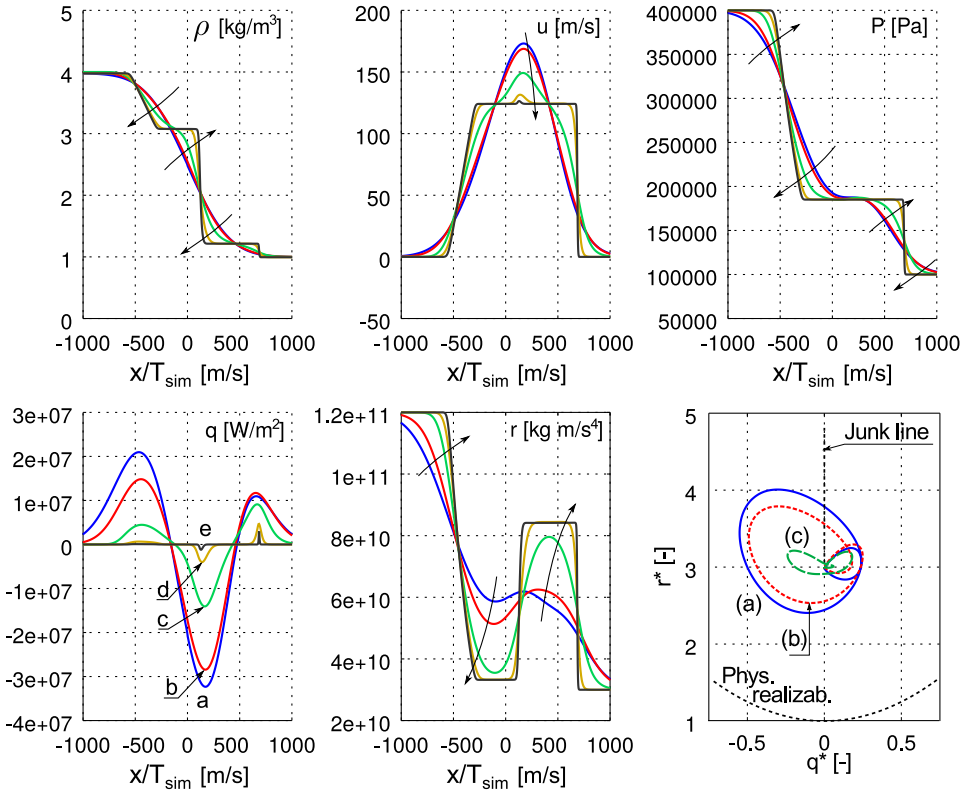 ρ [kg/m³]
5
4
3
2
1
0
-1000 -500 0 500 1000
x/T_sim [m/s]
u [m/s]
200
150
100
50
0
-50
-1000 -500 0 500 1000
x/T_sim [m/s]
P [Pa]
400000
350000
300000
250000
200000
150000
100000
50000
-1000 -500 0 500 1000
x/T_sim [m/s]
q [W/m²]
3e+07
2e+07
1e+07
0
-1e+07
-2e+07
-3e+07
-4e+07
e
d
c
b
a
-1000 -500 0 500 1000
x/T_sim [m/s]
r [kg m/s⁴]
1.2e+11
1e+11
8e+10
6e+10
4e+10
2e+10
-1000 -500 0 500 1000
x/T_sim [m/s]
r* [-]
5
4
3
2
1
Junk line
(c)
(a)
(b)
Phys.
realizab.
-0.5 0 0.5
q* [-]